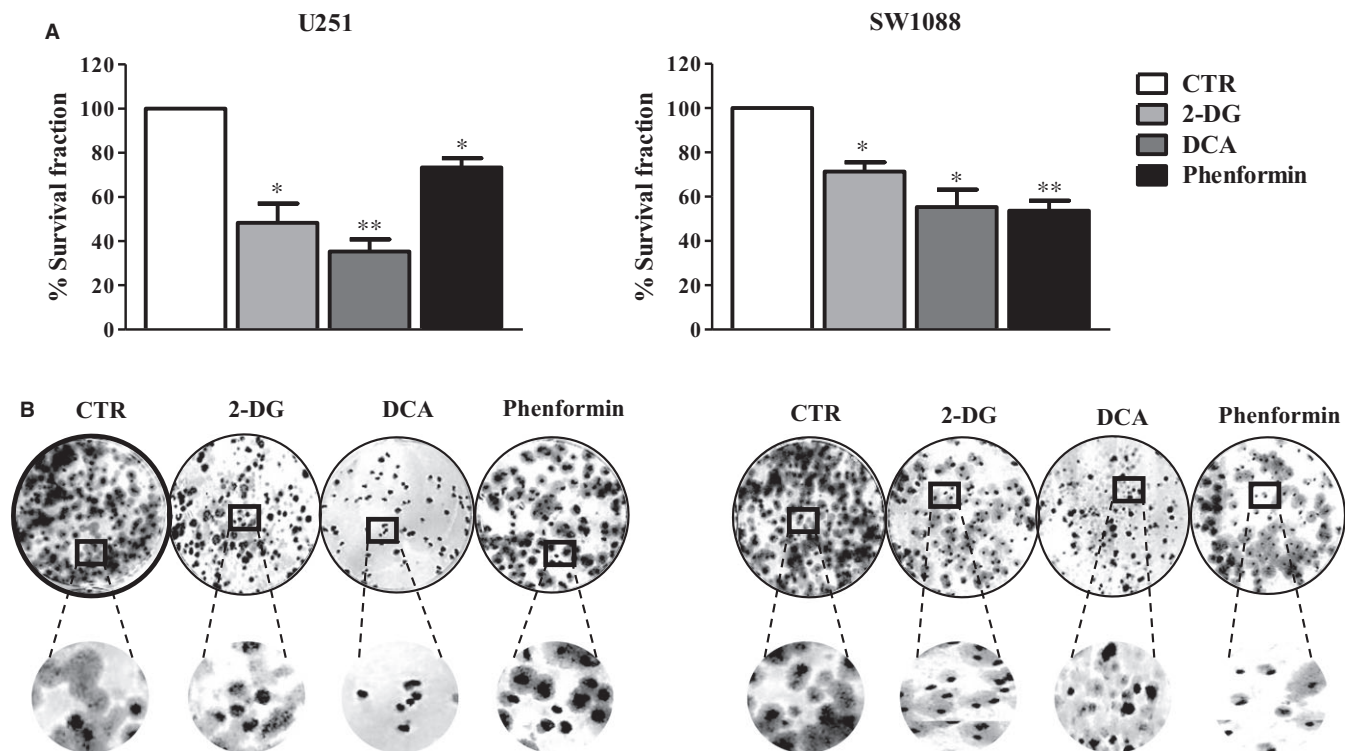 A
U251
% Survival fraction
120
100
80
60
40
20
0
*
**
*
SW1088
% Survival fraction
120
100
80
60
40
20
0
*
*
**
CTR
2-DG
DCA
Phenformin
B
CTR 2-DG DCA Phenformin
CTR 2-DG DCA Phenformin